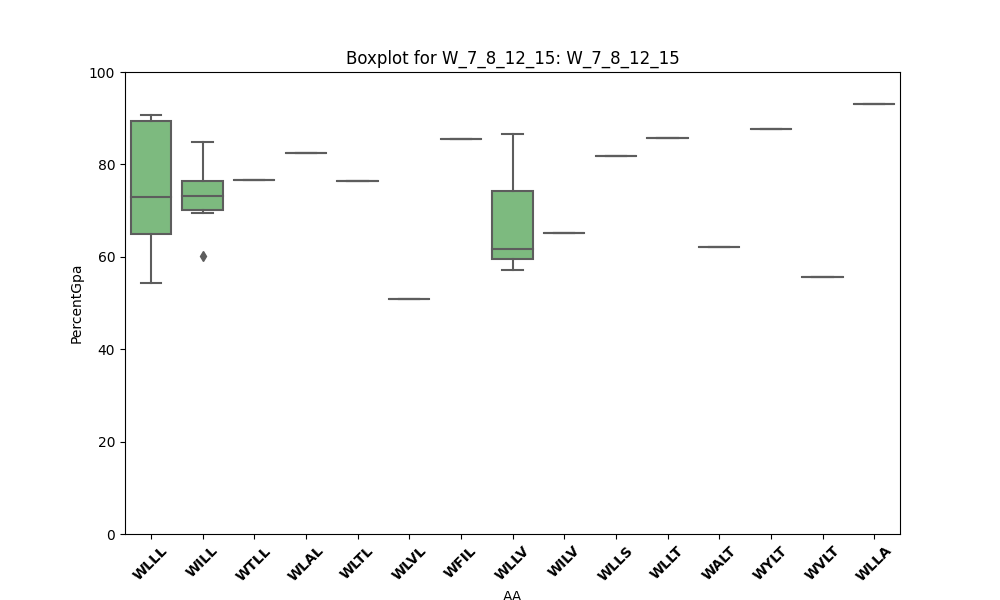 Boxplot for W_7_8_12_15: W_7_8_12_15
100
80
60
40
20
0
PercentGpa
WLLL
WILL
WTLL
WLAL
WLTL
WLVL
WFIL
WLLV
WILV
WLLS
WLLT
WALT
WYLT
WVLT
WLLA
AA